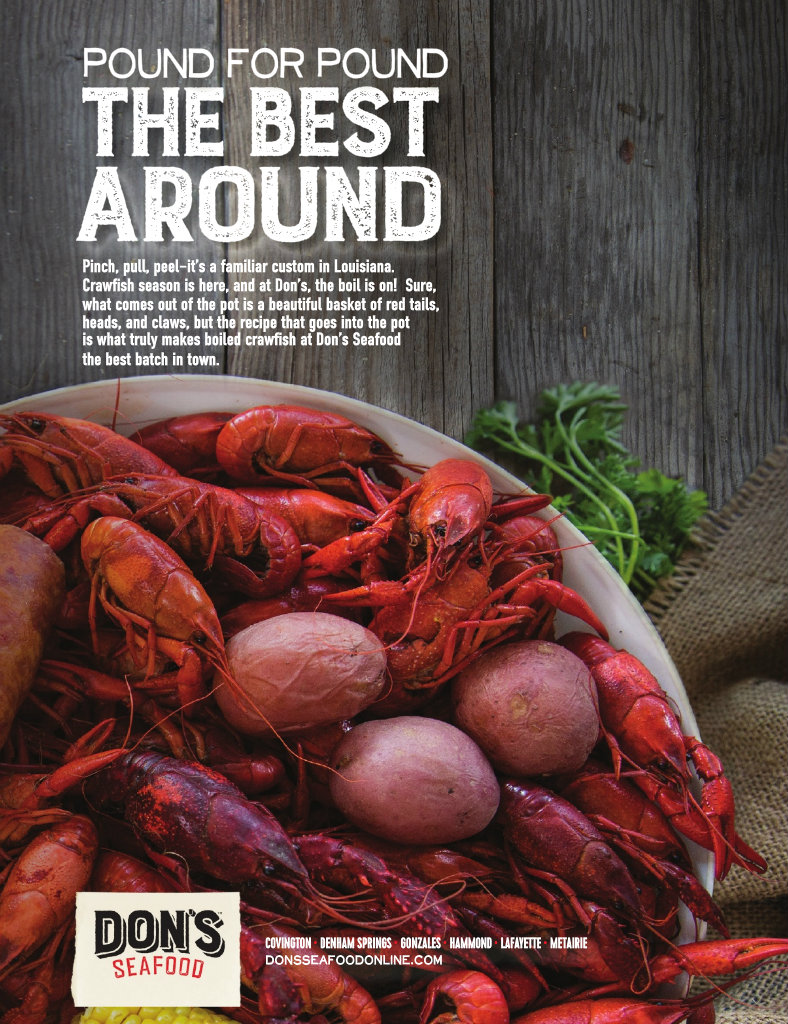 POUND FOR POUND
THE BEST
AROUND
Pinch, pull, peel–it's a familiar custom in Louisiana.
Crawfish season is here, and at Don's, the boil is on!  Sure,
what comes out of the pot is a beautiful basket of red tails,
heads, and claws, but the recipe that goes into the pot
is what truly makes boiled crawfish at Don's Seafood
the best batch in town.
DON'S
SEAFOOD
COVINGTON · DENHAM SPRINGS · GONZALES · HAMMOND · LAFAYETTE · METAIRIE
DONSSEAFOODONLINE.COM